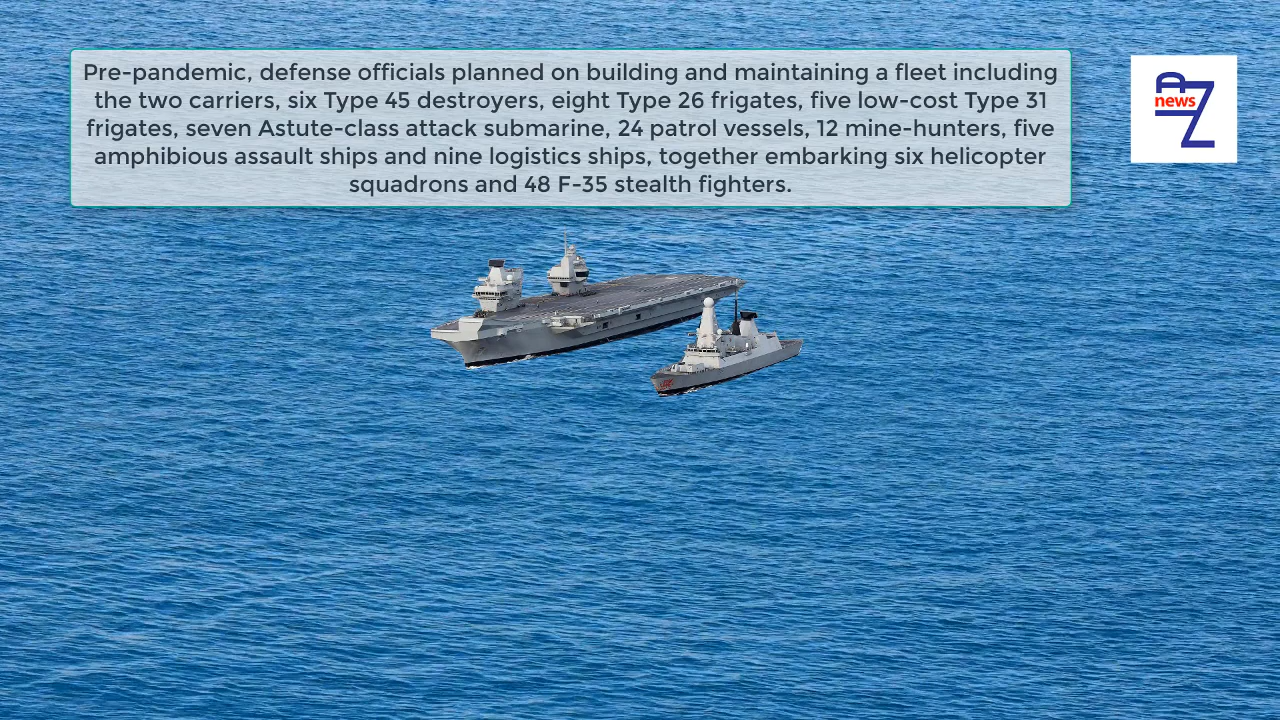 Pre-pandemic, defense officials planned on building and maintaining a fleet including
the two carriers, six Type 45 destroyers, eight Type 26 frigates, five low-cost Type 31
frigates, seven Astute-class attack submarine, 24 patrol vessels, 12 mine-hunters, five
amphibious assault ships and nine logistics ships, together embarking six helicopter
squadrons and 48 F-35 stealth fighters.
A
news
Z